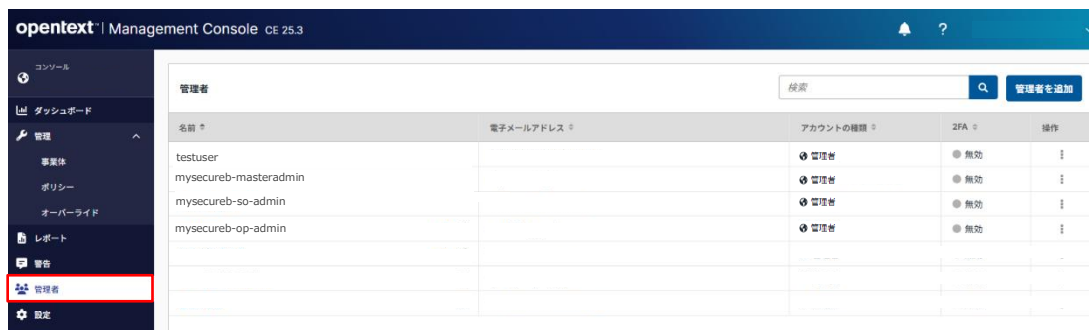 opentext™ | Management Console CE 25.3
?
コンソール
ダッシュボード
管理
事業体
ポリシー
オーバーライド
レポート
警告
管理者
設定
管理者
検索
管理者を追加
名前 電子メールアドレス アカウントの種類 2FA 操作
testuser 管理者 無効
mysecureb-masteradmin 管理者 無効
mysecureb-so-admin 管理者 無効
mysecureb-op-admin 管理者 無効